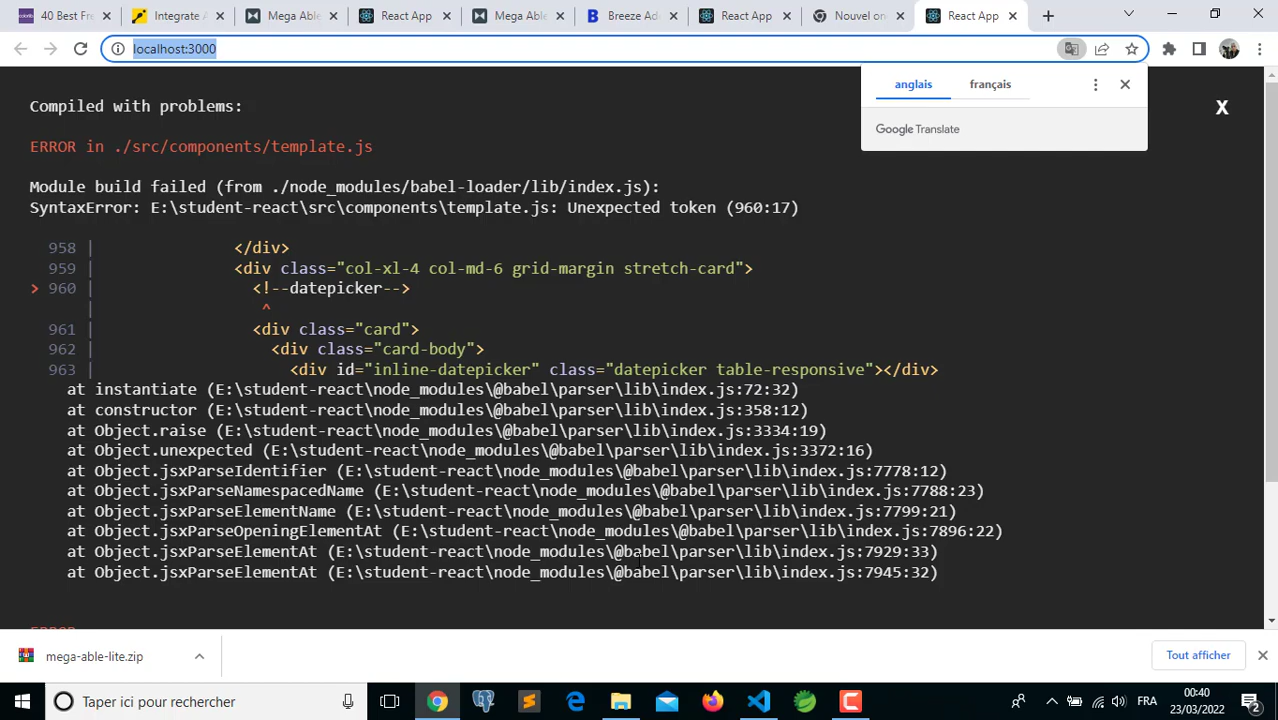 40 Best Fre
Integrate A
Mega Able
React App
Mega Able
Breeze Ad
React App
Nouvel on
React App
localhost:3000
anglais français
Google Translate
Compiled with problems:
X
ERROR in ./src/components/template.js
Module build failed (from ./node_modules/babel-loader/lib/index.js):
SyntaxError: E:\student-react\src\components\template.js: Unexpected token (960:17)
958 | </div>
959 | <div class="col-xl-4 col-md-6 grid-margin stretch-card">
> 960 | <!--datepicker-->
| ^
961 | <div class="card">
962 | <div class="card-body">
963 | <div id="inline-datepicker" class="datepicker table-responsive"></div>
at instantiate (E:\student-react\node_modules\@babel\parser\lib\index.js:72:32)
at constructor (E:\student-react\node_modules\@babel\parser\lib\index.js:358:12)
at Object.raise (E:\student-react\node_modules\@babel\parser\lib\index.js:3334:19)
at Object.unexpected (E:\student-react\node_modules\@babel\parser\lib\index.js:3372:16)
at Object.jsxParseIdentifier (E:\student-react\node_modules\@babel\parser\lib\index.js:7778:12)
at Object.jsxParseNamespacedName (E:\student-react\node_modules\@babel\parser\lib\index.js:7788:23)
at Object.jsxParseElementName (E:\student-react\node_modules\@babel\parser\lib\index.js:7799:21)
at Object.jsxParseOpeningElementAt (E:\student-react\node_modules\@babel\parser\lib\index.js:7896:22)
at Object.jsxParseElementAt (E:\student-react\node_modules\@babel\parser\lib\index.js:7929:33)
at Object.jsxParseElementAt (E:\student-react\node_modules\@babel\parser\lib\index.js:7945:32)
mega-able-lite.zip
Tout afficher
Taper ici pour rechercher
FRA
00:40
23/03/2022
2